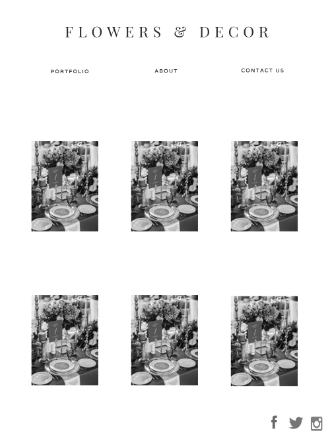 FLOWERS & DECOR
PORTFOLIO ABOUT CONTACT US